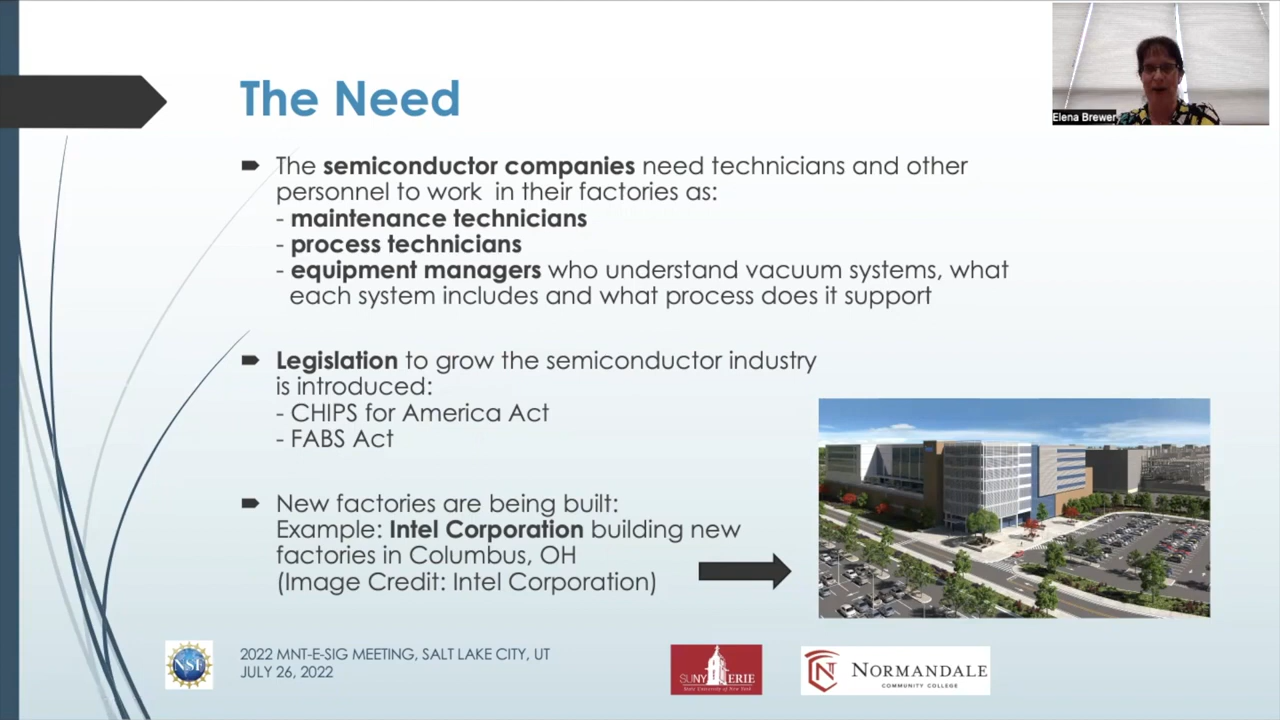 The Need
Elena Brewer
The semiconductor companies need technicians and other
personnel to work in their factories as:
- maintenance technicians
- process technicians
- equipment managers who understand vacuum systems, what
each system includes and what process does it support
Legislation to grow the semiconductor industry
is introduced:
- CHIPS for America Act
- FABS Act
New factories are being built:
Example: Intel Corporation building new
factories in Columbus, OH
(Image Credit: Intel Corporation)
NSF
2022 MNT-E-SIG MEETING, SALT LAKE CITY, UT
JULY 26, 2022
SUNY ERIE
State University of New York
NORMANDALE
COMMUNITY COLLEGE